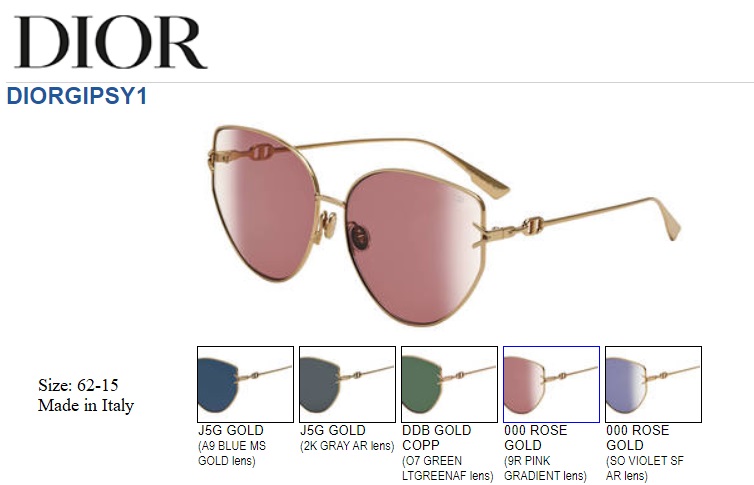 DIOR
DIORGIPSY1
Size: 62-15
Made in Italy
J5G GOLD
(A9 BLUE MS
GOLD lens)
J5G GOLD
(2K GRAY AR lens)
DDB GOLD
COPP
(O7 GREEN
LTGREENAF lens)
000 ROSE
GOLD
(9R PINK
GRADIENT lens)
000 ROSE
GOLD
(SO VIOLET SF
AR lens)